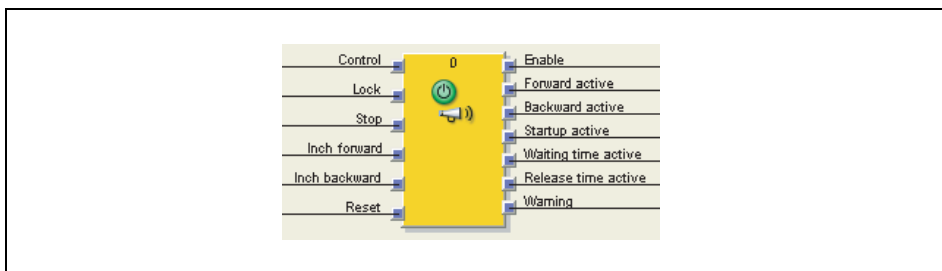 Control
Lock
Stop
Inch forward
Inch backward
Reset
0
Enable
Forward active
Backward active
Startup active
Waiting time active
Release time active
Warning